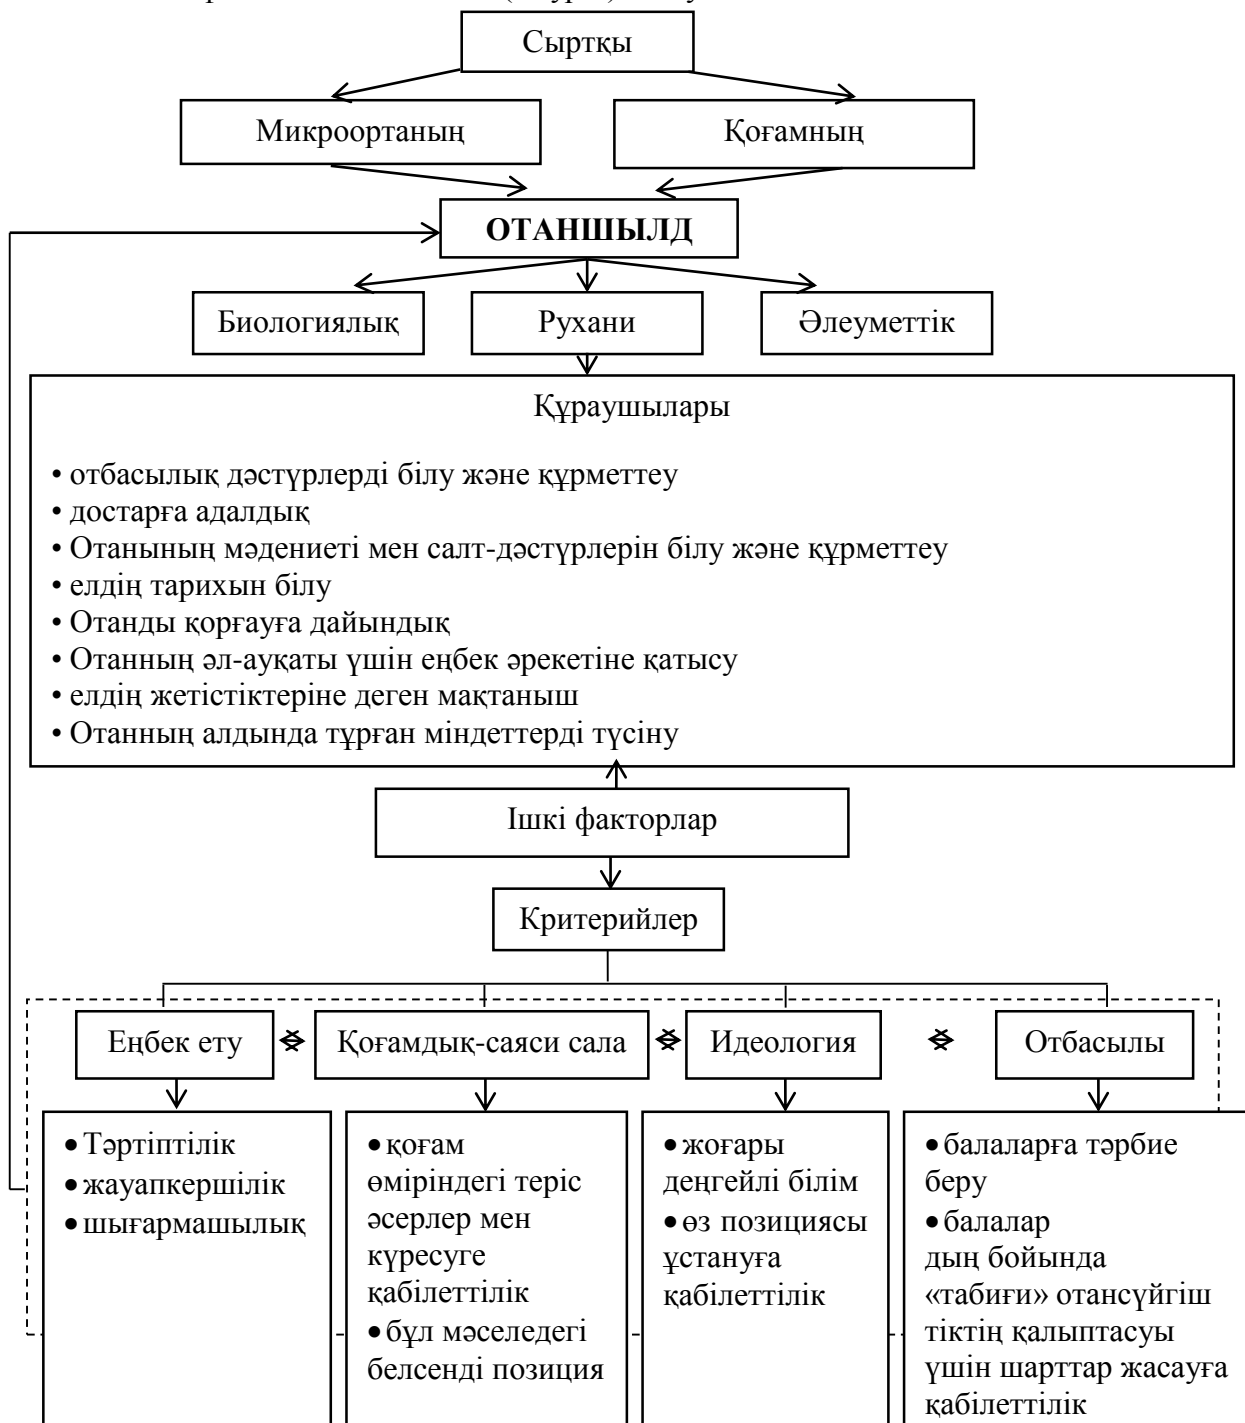 Сыртқы
Микроортаның
Қоғамның
ОТАНШЫЛД
Биологиялық
Рухани
Әлеуметтік
Құраушылары
• отбасылық дәстүрлерді білу және құрметтеу
• достарға адалдық
• Отанының мәдениеті мен салт-дәстүрлерін білу және құрметтеу
• елдің тарихын білу
• Отанды қорғауға дайындық
• Отанның әл-ауқаты үшін еңбек әрекетіне қатысу
• елдің жетістіктеріне деген мақтаныш
• Отанның алдында тұрған міндеттерді түсіну
Ішкі факторлар
Критерийлер
Еңбек ету
Қоғамдық-саяси сала
Идеология
Отбасылы
• Тәртіптілік
• жауапкершілік
• шығармашылық
• қоғам
өміріндегі теріс
әсерлер мен
күресуге
қабілеттілік
• бұл мәселедегі
белсенді позиция
• жоғары
деңгейлі білім
• өз позициясы
ұстануға
қабілеттілік
• балаларға тәрбие
беру
• балалар
дың бойында
«табиғи» отансүйгіш
тіктің қалыптасуы
үшін шарттар жасауға
қабілеттілік